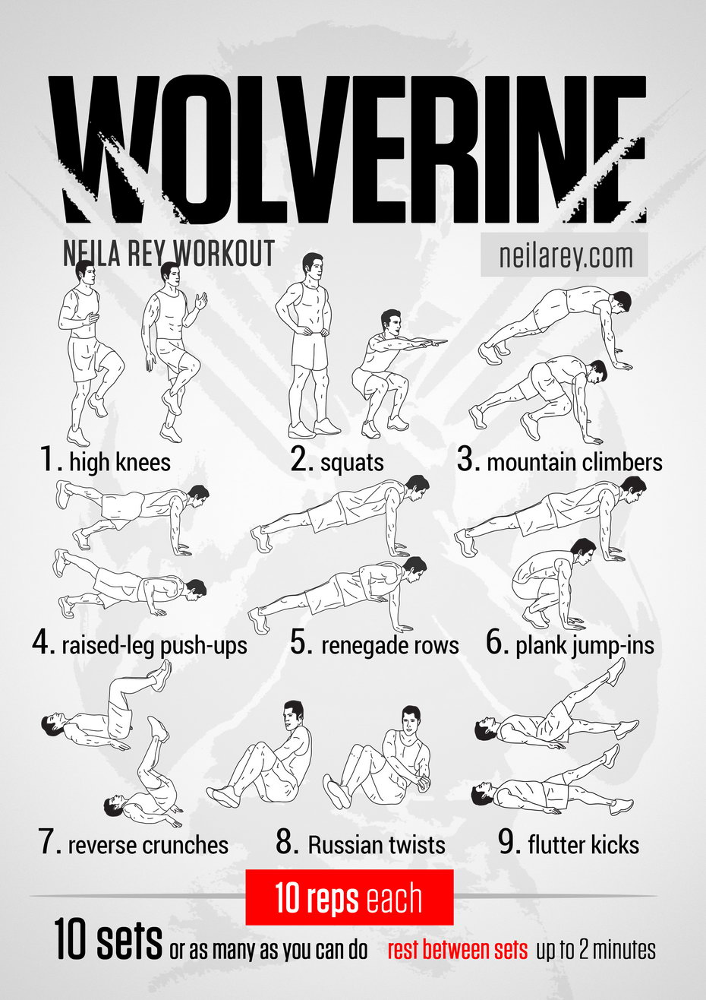 WOLVERINE
NEILA REY WORKOUT
neilarey.com
1. high knees
2. squats
3. mountain climbers
4. raised-leg push-ups
5. renegade rows
6. plank jump-ins
7. reverse crunches
8. Russian twists
9. flutter kicks
10 reps each
10 sets or as many as you can do rest between sets up to 2 minutes